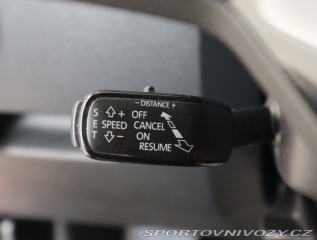 - DISTANCE +
S ⇧+ OFF
E SPEED CANCEL
T ⇩- ON
RESUME
SPORTOVNIVOZY.CZ